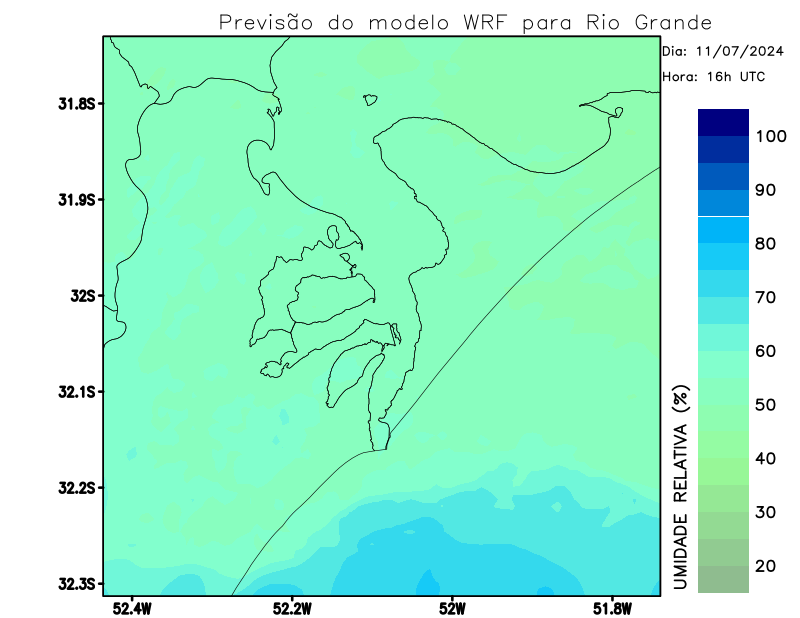 Previsão do modelo WRF para Rio Grande
Dia: 11/07/2024
Hora: 16h UTC
31.8S
31.9S
32S
32.1S
32.2S
32.3S
52.4W
52.2W
52W
51.8W
100
90
80
70
60
50
40
30
20
UMIDADE RELATIVA (%)